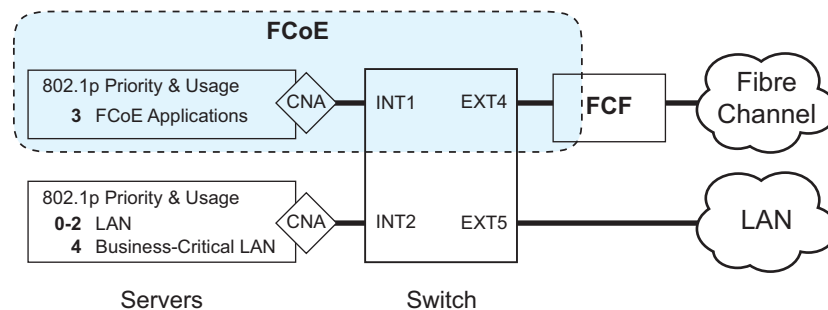 FCoE
802.1p Priority & Usage
3 FCoE Applications
CNA
INT1
EXT4
FCF
Fibre
Channel
802.1p Priority & Usage
0-2 LAN
4 Business-Critical LAN
CNA
INT2
EXT5
LAN
Servers
Switch